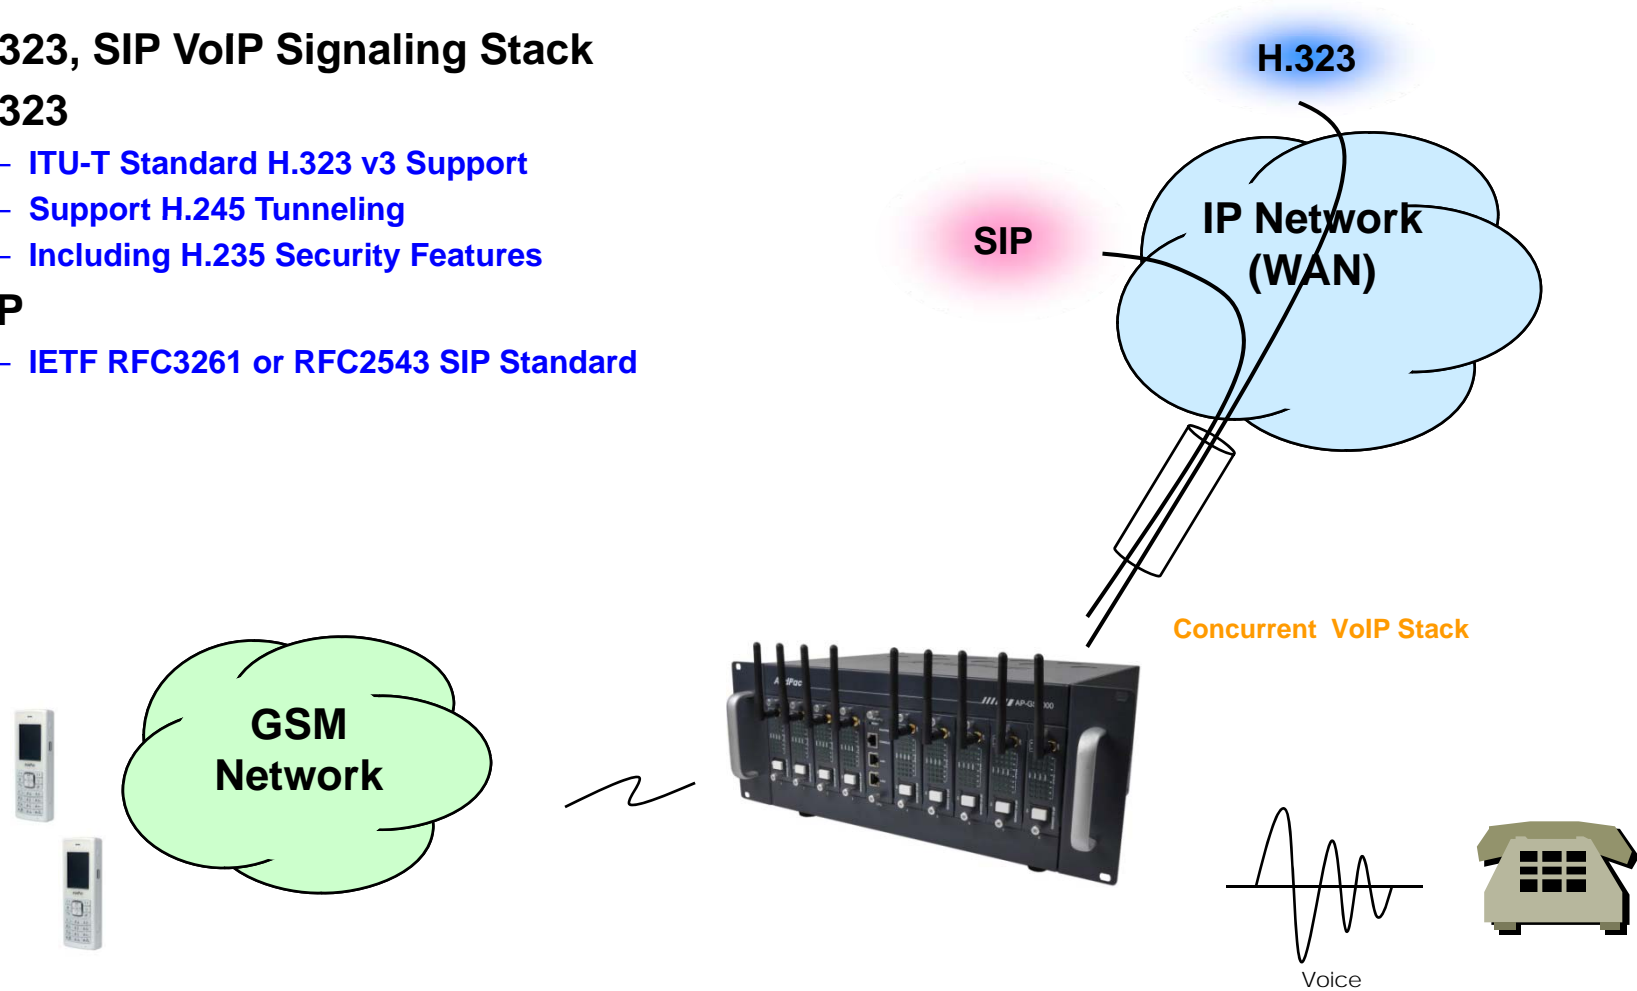 323, SIP VoIP Signaling Stack
323
– ITU-T Standard H.323 v3 Support
– Support H.245 Tunneling
– Including H.235 Security Features
P
– IETF RFC3261 or RFC2543 SIP Standard
H.323
SIP
IP Network
(WAN)
Concurrent VoIP Stack
GSM
Network
Voice